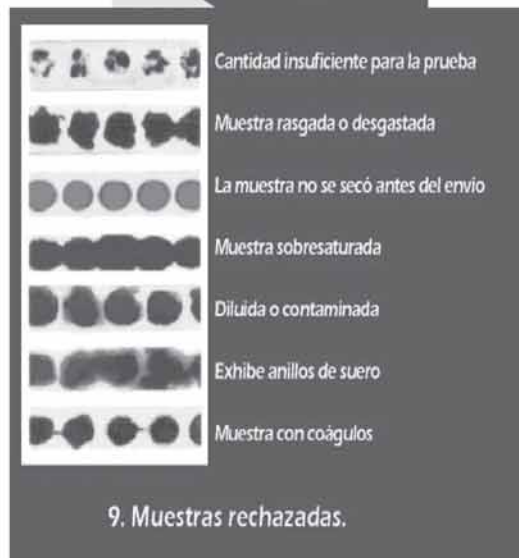 Cantidad insuficiente para la prueba
Muestra rasgada o desgastada
La muestra no se secó antes del envio
Muestra sobresaturada
Diluida o contaminada
Exhibe anillos de suero
Muestra con coágulos
9. Muestras rechazadas.